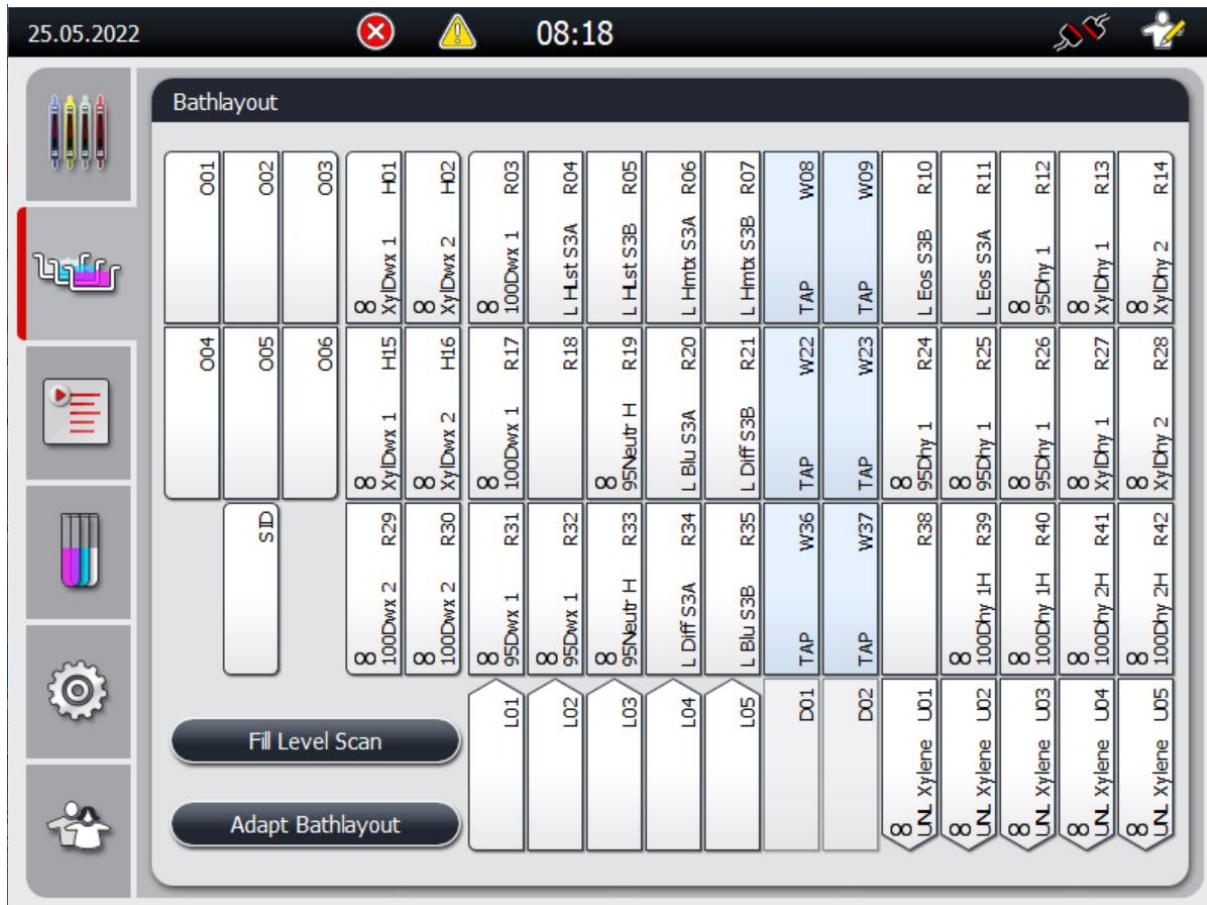 25.05.2022
08:18
Bathlayout
O01
O02
O03
XylDwx 1 H01
XylDwx 2 H02
100Dwx 1 R03
L HLst S3A R04
L HLst S3B R05
L Hmtx S3A R06
L Hmtx S3B R07
TAP W08
TAP W09
L Eos S3B R10
L Eos S3A R11
95Dhy 1 R12
XylDhy 1 R13
XylDhy 2 R14
O04
O05
O06
XylDwx 1 H15
XylDwx 2 H16
100Dwx 1 R17
R18
95Neutr H R19
L Blu S3A R20
L Diff S3B R21
TAP W22
TAP W23
95Dhy 1 R24
95Dhy 1 R25
95Dhy 1 R26
XylDhy 1 R27
XylDhy 2 R28
SID
100Dwx 2 R29
100Dwx 2 R30
95Dwx 1 R31
95Dwx 1 R32
95Neutr H R33
L Diff S3A R34
L Blu S3B R35
TAP W36
TAP W37
R38
100Dhy 1H R39
100Dhy 1H R40
100Dhy 2H R41
100Dhy 2H R42
L01
L02
L03
L04
L05
D01
D02
UNL Xylene U01
UNL Xylene U02
UNL Xylene U03
UNL Xylene U04
UNL Xylene U05
Fill Level Scan
Adapt Bathlayout